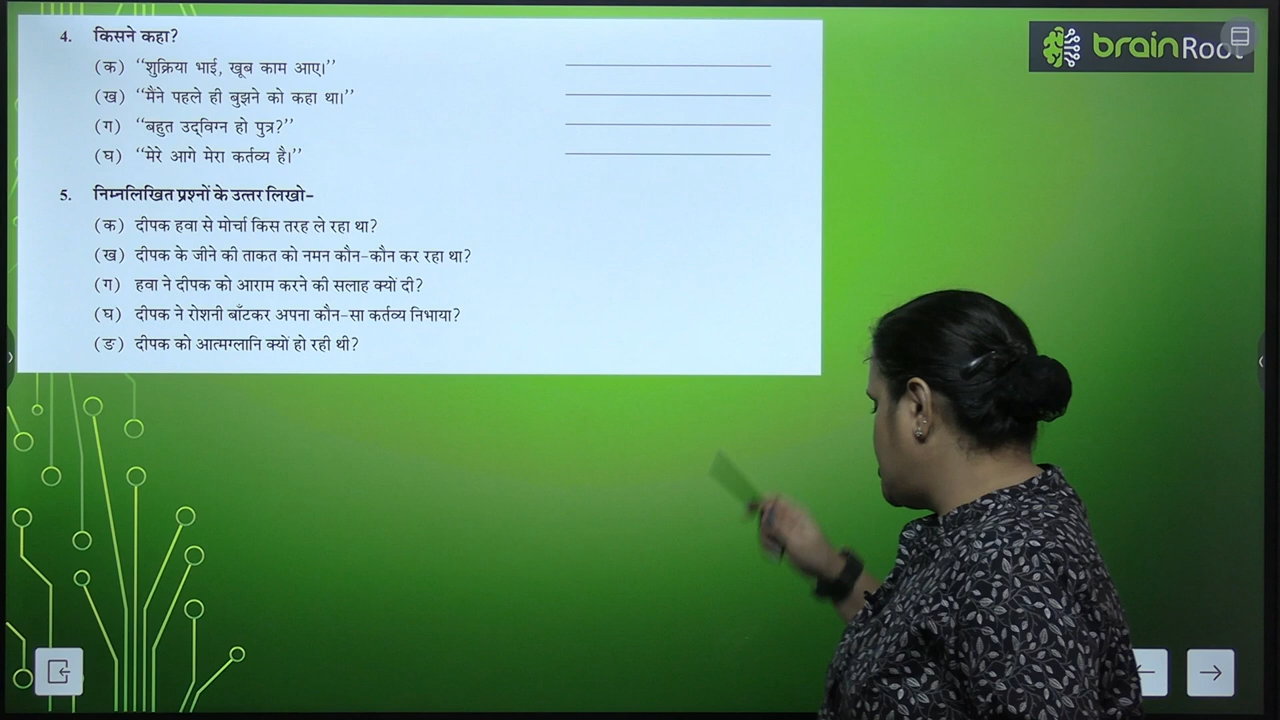 brainRoot
4. किसने कहा?
(क) ‘‘शुक्रिया भाई, खूब काम आए।’’
(ख) ‘‘मैंने पहले ही बुझने को कहा था।’’
(ग) ‘‘बहुत उद्‌विग्न हो पुत्र?’’
(घ) ‘‘मेरे आगे मेरा कर्तव्य है।’’
5. निम्नलिखित प्रश्नों के उत्तर लिखो-
(क) दीपक हवा से मोर्चा किस तरह ले रहा था?
(ख) दीपक के जीने की ताकत को नमन कौन-कौन कर रहा था?
(ग) हवा ने दीपक को आराम करने की सलाह क्यों दी?
(घ) दीपक ने रोशनी बाँटकर अपना कौन-सा कर्तव्य निभाया?
(ङ) दीपक को आत्मग्लानि क्यों हो रही थी?